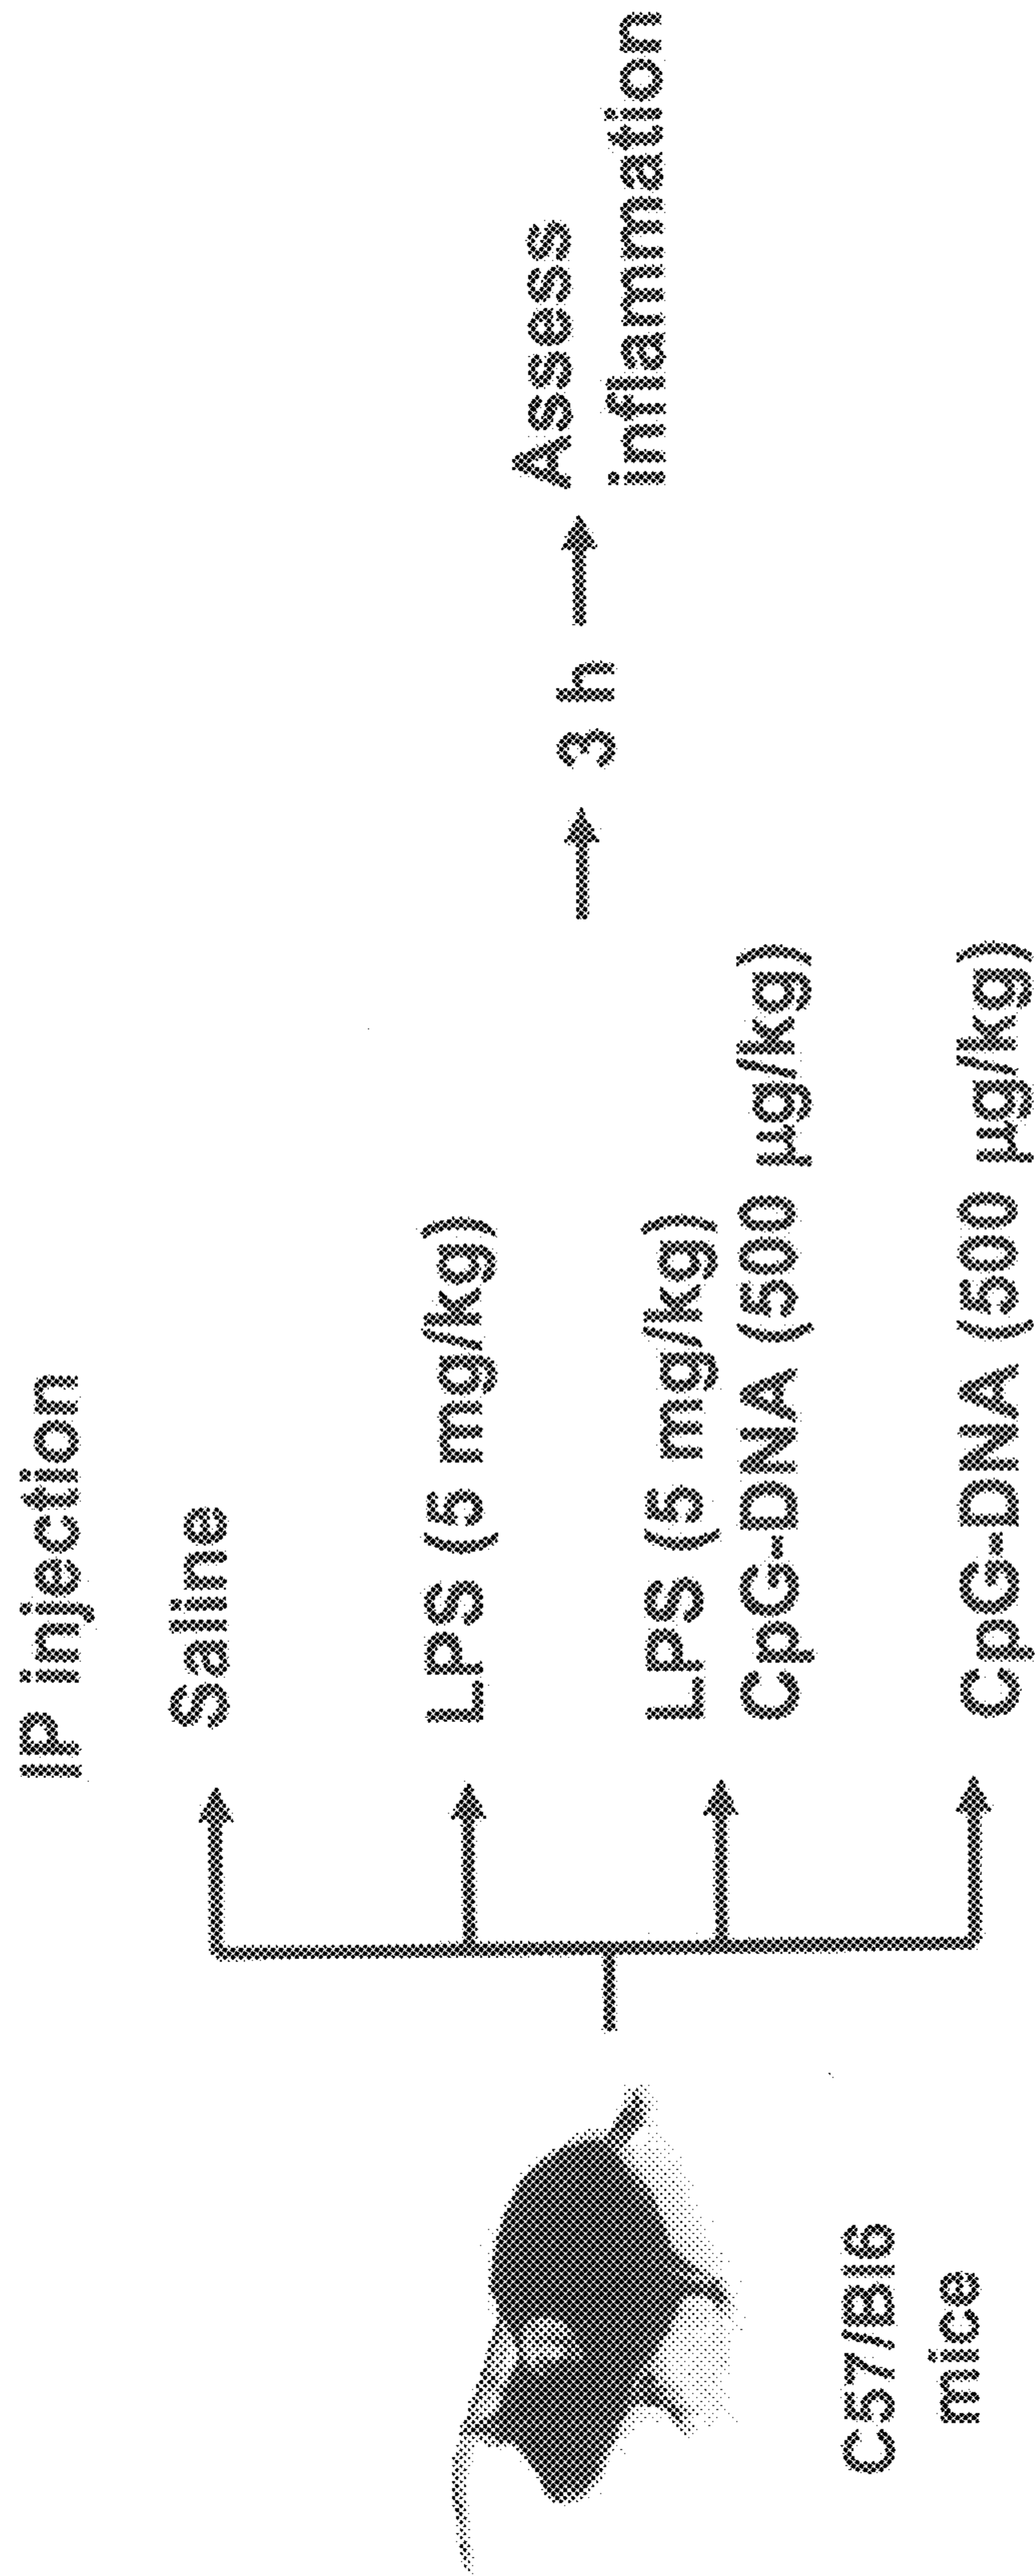 IP injection
Saline
LPS (5 mg/kg)
LPS (5 mg/kg)
CpG-DNA (500 µg/kg)
CpG-DNA (500 µg/kg)
C57/Bl6
mice
3 h
Assess
inflammation